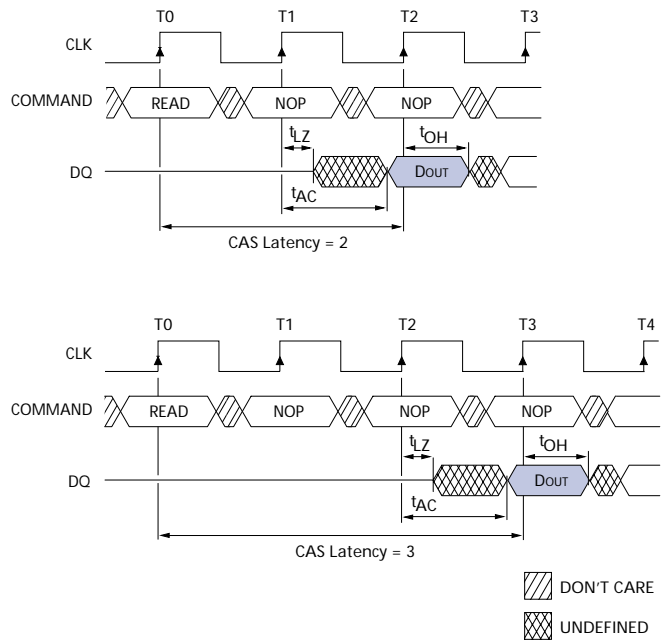 T0 T1 T2 T3
CLK
COMMAND READ NOP NOP
tLZ tOH
DQ DOUT
tAC
CAS Latency = 2
T0 T1 T2 T3 T4
CLK
COMMAND READ NOP NOP NOP
tLZ tOH
DQ DOUT
tAC
CAS Latency = 3
DON'T CARE
UNDEFINED